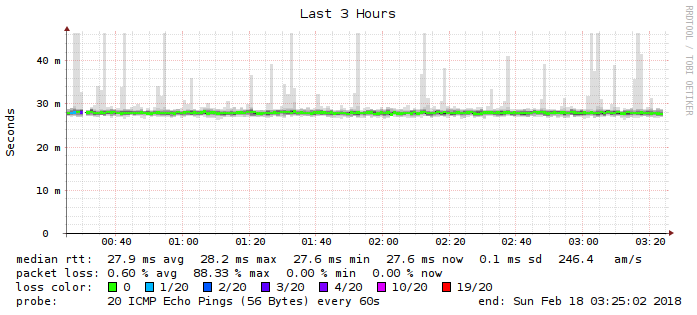 Last 3 Hours
RRDTOOL / TOBI OETIKER
Seconds
40 m
30 m
20 m
10 m
0
00:40 01:00 01:20 01:40 02:00 02:20 02:40 03:00 03:20
median rtt: 27.9 ms avg 28.2 ms max 27.6 ms min 27.6 ms now 0.1 ms sd 246.4 am/s
packet loss: 0.60 % avg 88.33 % max 0.00 % min 0.00 % now
loss color: 0 1/20 2/20 3/20 4/20 10/20 19/20
probe: 20 ICMP Echo Pings (56 Bytes) every 60s end: Sun Feb 18 03:25:02 2018